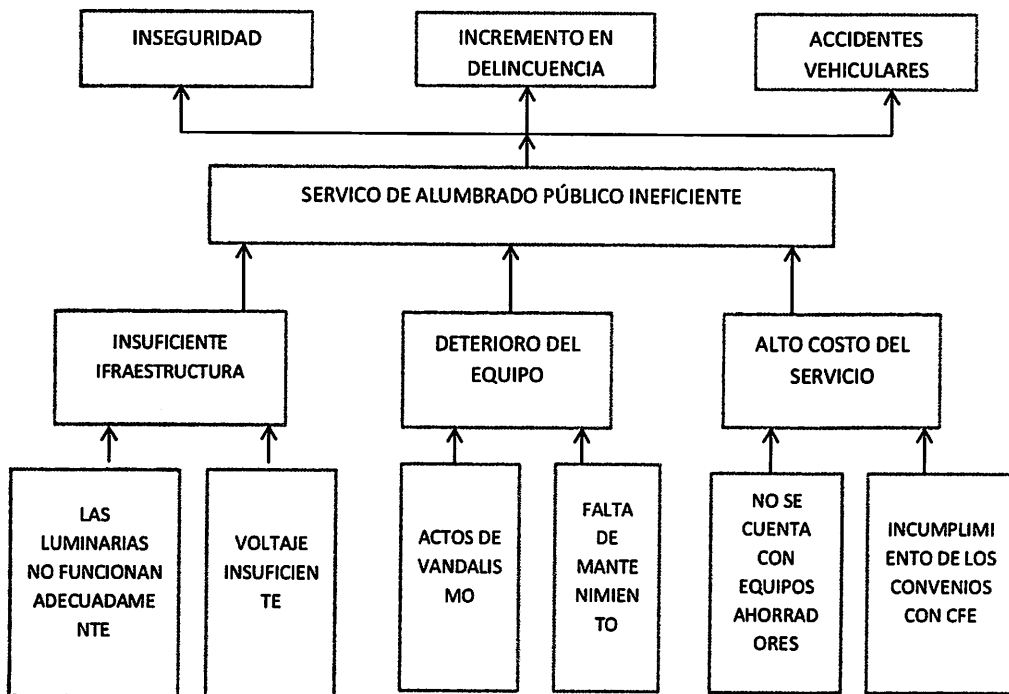 INSEGURIDAD
INCREMENTO EN
DELINCUENCIA
ACCIDENTES
VEHICULARES
SERVICO DE ALUMBRADO PÚBLICO INEFICIENTE
INSUFICIENTE
IFRAESTRUCTURA
DETERIORO DEL
EQUIPO
ALTO COSTO DEL
SERVICIO
LAS
LUMINARIAS
NO FUNCIONAN
ADECUADAME
NTE
VOLTAJE
INSUFICIEN
TE
ACTOS DE
VANDALIS
MO
FALTA
DE
MANTE
NIMIEN
TO
NO SE
CUENTA
CON
EQUIPOS
AHORRAD
ORES
INCUMPLIMI
ENTO DE LOS
CONVENIOS
CON CFE